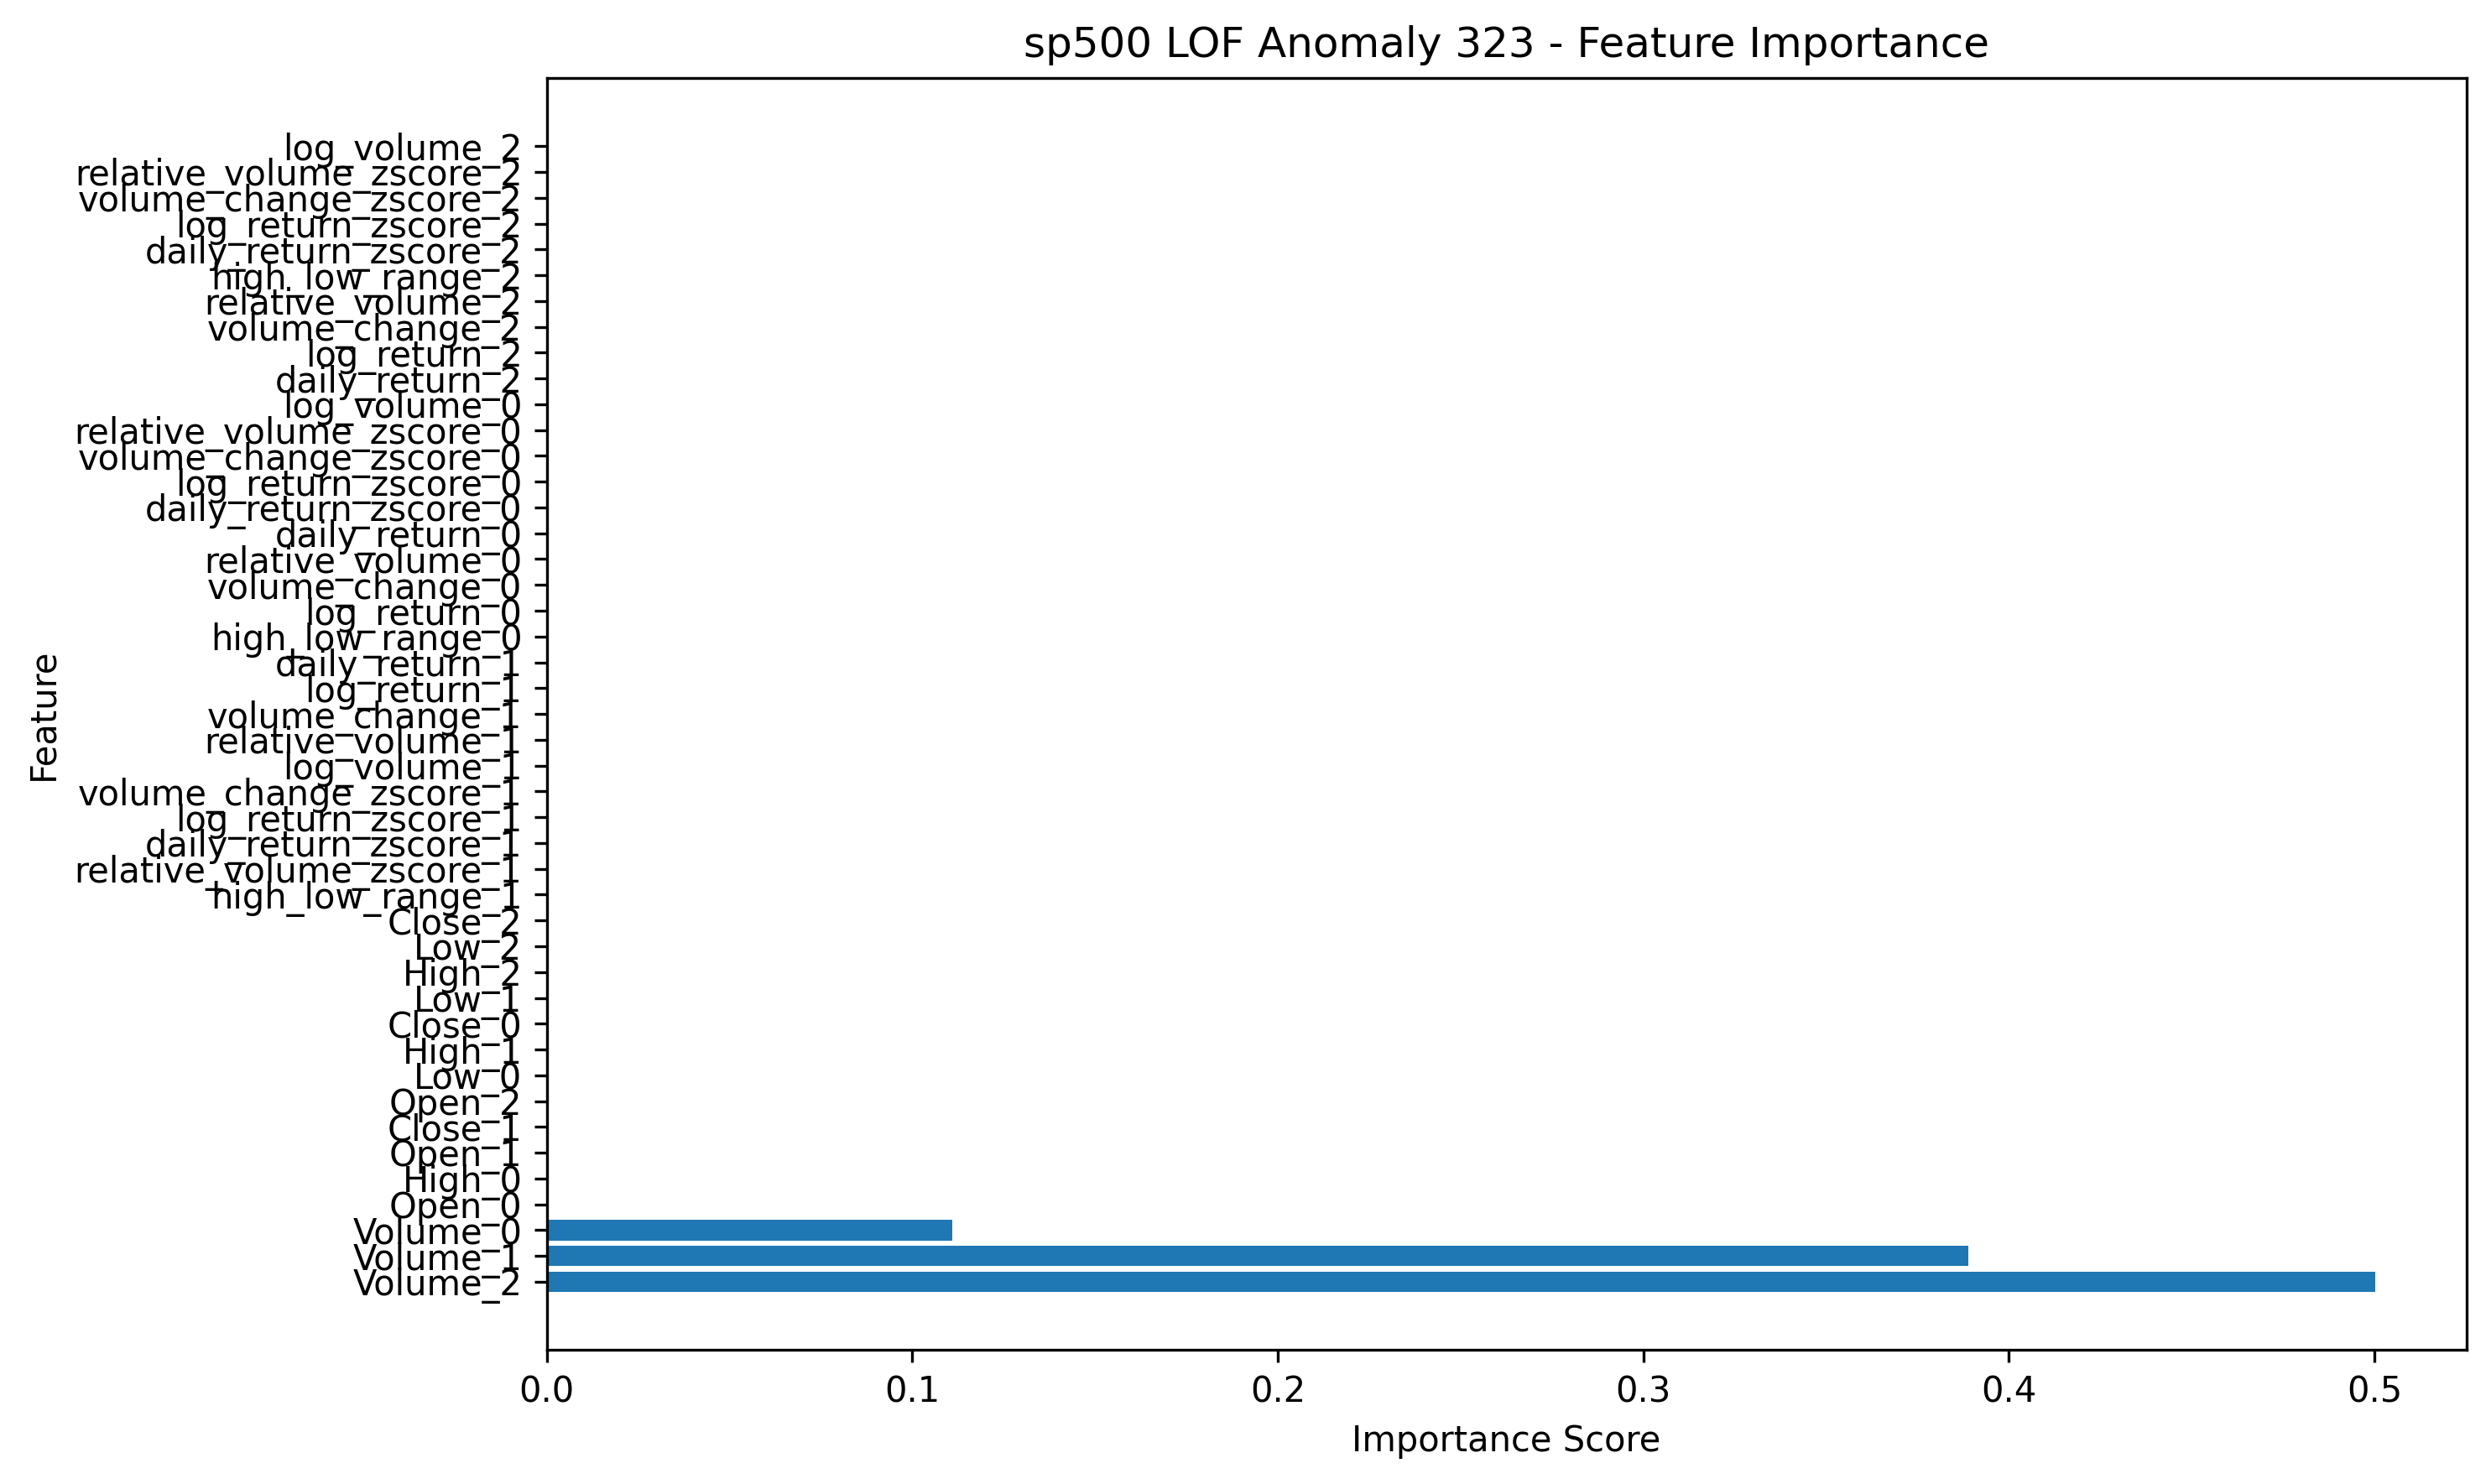 sp500 LOF Anomaly 323 - Feature Importance
log_volume_2
relative_volume_zscore_2
volume_change_zscore_2
log_return_zscore_2
daily_return_zscore_2
high_low_range_2
relative_volume_2
volume_change_2
log_return_2
daily_return_2
log_volume_0
relative_volume_zscore_0
volume_change_zscore_0
log_return_zscore_0
daily_return_zscore_0
daily_return_0
relative_volume_0
volume_change_0
log_return_0
high_low_range_0
daily_return_1
log_return_1
volume_change_1
relative_volume_1
log_volume_1
volume_change_zscore_1
log_return_zscore_1
daily_return_zscore_1
relative_volume_zscore_1
high_low_range_1
Close_2
Low_2
High_2
Low_1
Close_0
High_1
Low_0
Open_2
Close_1
Open_1
High_0
Open_0
Volume_0
Volume_1
Volume_2
Feature
0.0 0.1 0.2 0.3 0.4 0.5
Importance Score